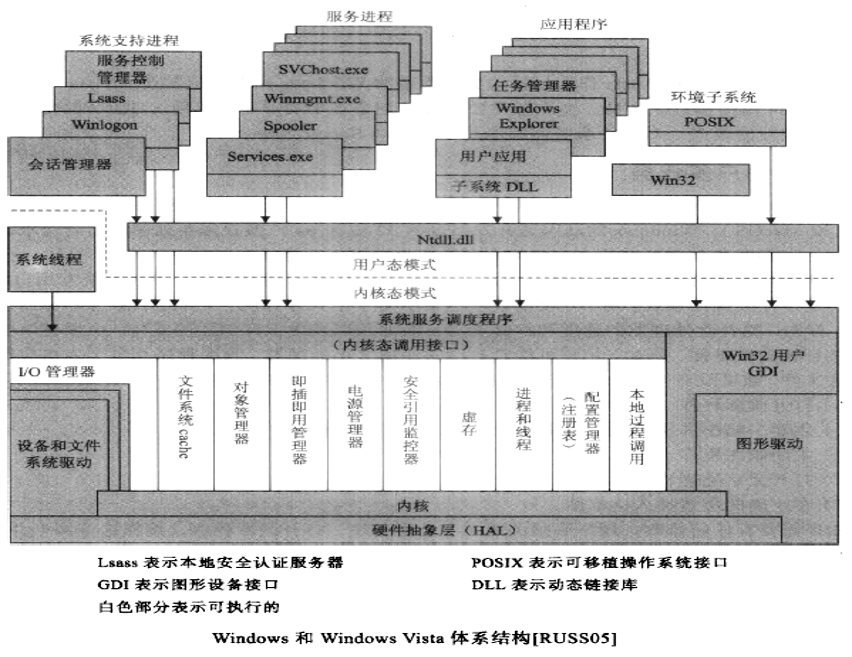 系统支持进程
服务控制
管理器
Lsass
Winlogon
会话管理器
服务进程
SVChost.exe
Winmgmt.exe
Spooler
Services.exe
应用程序
任务管理器
Windows
Explorer
用户应用
子系统 DLL
环境子系统
POSIX
Win32
系统线程
Ntdll.dll
用户态模式
内核态模式
系统服务调度程序
(内核态调用接口)
I/O 管理器
设备和文件
系统驱动
文件系统cache
对象管理器
即插即用管理器
电源管理器
安全引用监控器
虚存
进程和线程
配置管理器
(注册表)
本地过程调用
Win32 用户
GDI
图形驱动
内核
硬件抽象层(HAL)
Lsass 表示本地安全认证服务器
POSIX 表示可移植操作系统接口
GDI 表示图形设备接口
DLL 表示动态链接库
白色部分表示可执行的
Windows 和 Windows Vista 体系结构[RUSS05]